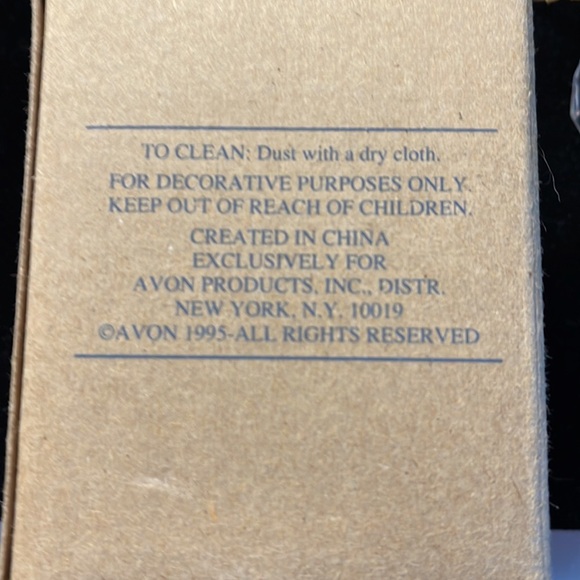 TO CLEAN: Dust with a dry cloth.
FOR DECORATIVE PURPOSES ONLY.
KEEP OUT OF REACH OF CHILDREN.
CREATED IN CHINA
EXCLUSIVELY FOR
AVON PRODUCTS, INC., DISTR.
NEW YORK, N.Y. 10019
©AVON 1995-ALL RIGHTS RESERVED